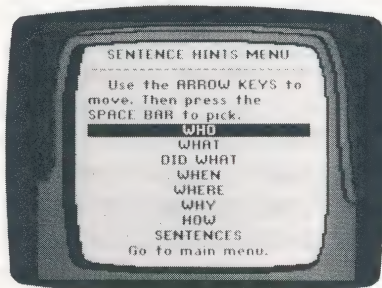 SENTENCE HINTS MENU
Use the ARROW KEYS to
move. Then press the
SPACE BAR to pick.
WHO
WHAT
DID WHAT
WHEN
WHERE
WHY
HOW
SENTENCES
Go to main menu.